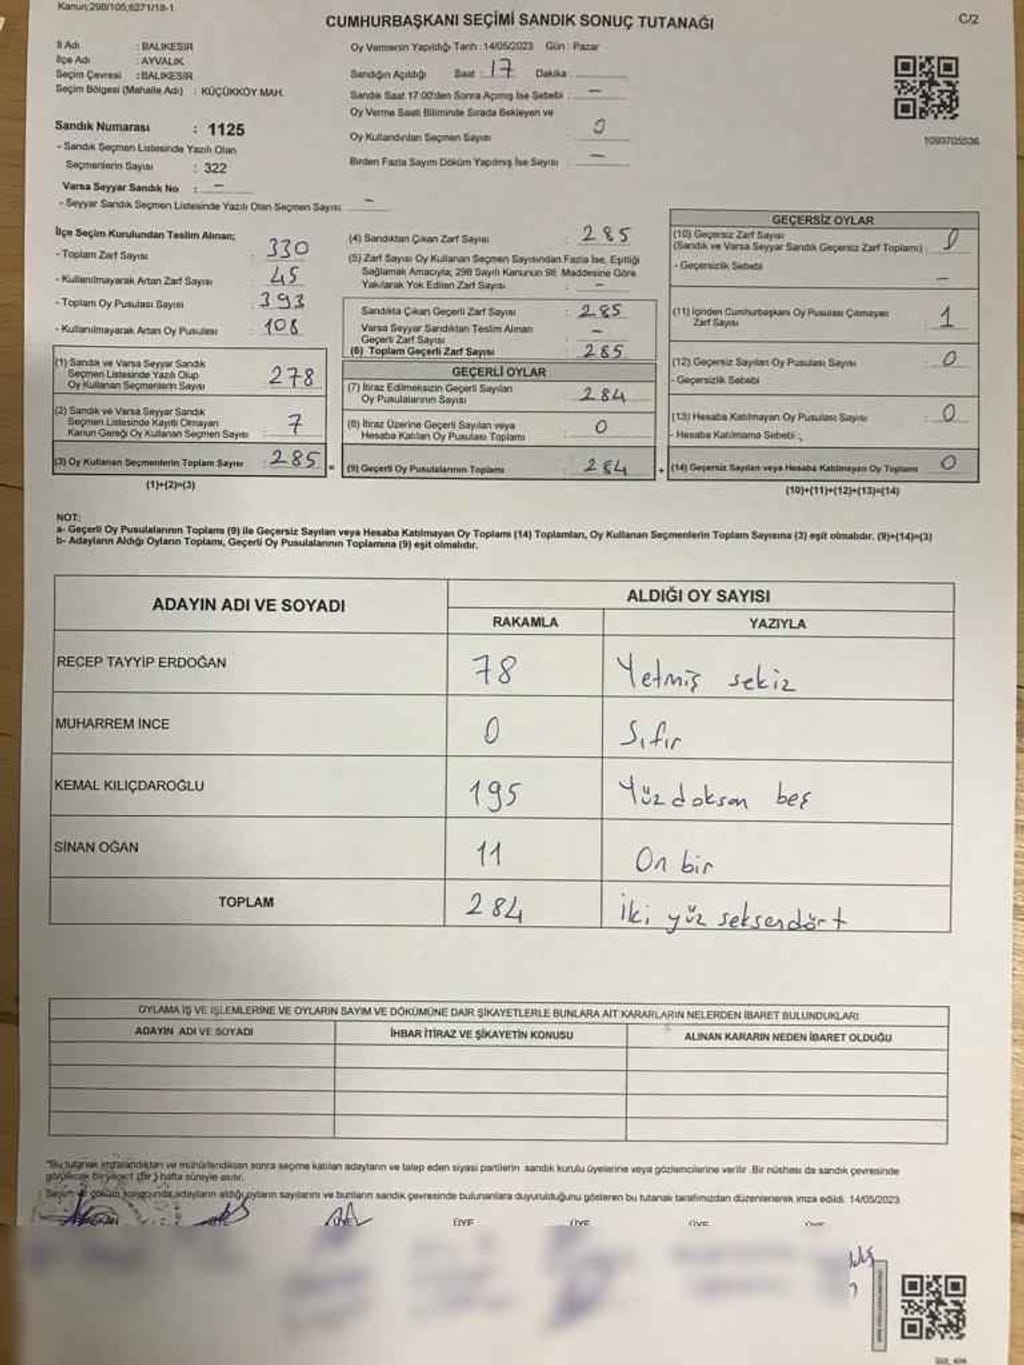 Kanun:298/105;6271/18-1
CUMHURBAŞKANI SEÇİMİ SANDIK SONUÇ TUTANAĞI
C/2
İl Adı : BALIKESİR
İlçe Adı : AYVALIK
Seçim Çevresi : BALIKESİR
Seçim Bölgesi (Mahalle Adı) : KÜÇÜKKÖY MAH.
Sandık Numarası : 1125
- Sandık Seçmen Listesinde Yazılı Olan
Seçmenlerin Sayısı : 322
Varsa Seyyar Sandık No : -
- Seyyar Sandık Seçmen Listesinde Yazılı Olan Seçmen Sayısı -
Oy Vermenin Yapıldığı Tarih : 14/05/2023 Gün : Pazar
Sandığın Açıldığı Saat : 17 Dakika :
Sandık Saat 17:00'den Sonra Açılmış İse Sebebi : -
Oy Verme Saati Bitiminde Sırada Bekleyen ve
Oy Kullandırılan Seçmen Sayısı : 0
Birden Fazla Sayım Döküm Yapılmış İse Sayısı : -
1090705536
İlçe Seçim Kurulundan Teslim Alınan;
- Toplam Zarf Sayısı : 330
- Kullanılmayarak Artan Zarf Sayısı : 45
- Toplam Oy Pusulası Sayısı : 393
- Kullanılmayarak Artan Oy Pusulası : 108
(1) Sandık ve Varsa Seyyar Sandık
Seçmen Listesinde Yazılı Olup
Oy Kullanan Seçmenlerin Sayısı : 278
(2) Sandık ve Varsa Seyyar Sandık
Seçmen Listesinde Kayıtlı Olmayan
Kanun Gereği Oy Kullanan Seçmen Sayısı : 7
(3) Oy Kullanan Seçmenlerin Toplam Sayısı : 285
(1)+(2)=(3)
(4) Sandıktan Çıkan Zarf Sayısı : 285
(5) Zarf Sayısı Oy Kullanan Seçmen Sayısından Fazla İse, Eşitliği
Sağlamak Amacıyla, 298 Sayılı Kanunun 98. Maddesine Göre
Yakılarak Yok Edilen Zarf Sayısı : -
Sandıkta Çıkan Geçerli Zarf Sayısı : 285
Varsa Seyyar Sandıktan Teslim Alınan
Geçerli Zarf Sayısı : -
(6) Toplam Geçerli Zarf Sayısı : 285
GEÇERLİ OYLAR
(7) İtiraz Edilmeksizin Geçerli Sayılan
Oy Pusulalarının Sayısı : 284
(8) İtiraz Üzerine Geçerli Sayılan veya
Hesaba Katılan Oy Pusulası Toplamı : 0
(9) Geçerli Oy Pusulalarının Toplamı : 284
GEÇERSİZ OYLAR
(10) Geçersiz Zarf Sayısı
(Sandık ve Varsa Seyyar Sandık Geçersiz Zarf Toplamı) : 0
- Geçersizlik Sebebi : -
(11) İçinden Cumhurbaşkanı Oy Pusulası Çıkmayan
Zarf Sayısı : 1
(12) Geçersiz Sayılan Oy Pusulası Sayısı : 0
- Geçersizlik Sebebi
(13) Hesaba Katılmayan Oy Pusulası Sayısı : 0
- Hesaba Katılmama Sebebi
(14) Geçersiz Sayılan veya Hesaba Katılmayan Oy Toplamı : 0
(10)+(11)+(12)+(13)=(14)
NOT:
a- Geçerli Oy Pusulalarının Toplamı (9) ile Geçersiz Sayılan veya Hesaba Katılmayan Oy Toplamı (14) Toplamları, Oy Kullanan Seçmenlerin Toplam Sayısına (3) eşit olmalıdır. (9)+(14)=(3)
b- Adayların Aldığı Oyların Toplamı, Geçerli Oy Pusulalarının Toplamına (9) eşit olmalıdır.
ADAYIN ADI VE SOYADI
ALDIĞI OY SAYISI
RAKAMLA
YAZIYLA
RECEP TAYYİP ERDOĞAN 78 Yetmiş sekiz
MUHARREM İNCE 0 Sıfır
KEMAL KILIÇDAROĞLU 195 Yüz doksan beş
SİNAN OĞAN 11 On bir
TOPLAM 284 İki yüz seksendört
OYLAMA İŞ VE İŞLEMLERİNE VE OYLARIN SAYIM VE DÖKÜMÜNE DAİR ŞİKAYETLERLE BUNLARA AİT KARARLARIN NELERDEN İBARET BULUNDUKLARI
ADAYIN ADI VE SOYADI
İHBAR İTİRAZ VE ŞİKAYETİN KONUSU
ALINAN KARARIN NEDEN İBARET OLDUĞU
"Bu tutanak imzalandıktan ve mühürlendikten sonra seçime katılan adayların ve talep eden siyasi partilerin sandık kurulu üyelerine veya gözlemcilerine verilir. Bir nüshası da sandık çevresinde
görülecek bir yere 1 (Bir) hafta süreyle asılır.
Sayım ve döküm sonucunda adayların aldığı oyların sayılarını ve bunların sandık çevresinde bulunanlara duyurulduğunu gösteren bu tutanak tarafımızdan düzenlenerek imza edildi. 14/05/2023
ÜYE ÜYE ÜYE ÜYE